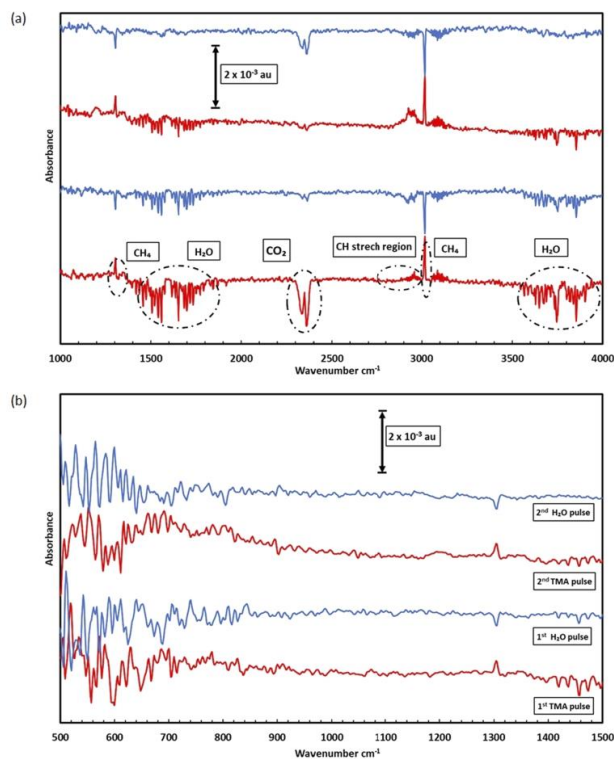 (a)
2 x 10⁻³ au
Absorbance
CH₄
H₂O
CO₂
CH strech region
CH₄
H₂O
1000 1500 2000 2500 3000 3500 4000
Wavenumber cm⁻¹
(b)
2 x 10⁻³ au
Absorbance
2ⁿᵈ H₂O pulse
2ⁿᵈ TMA pulse
1ˢᵗ H₂O pulse
1ˢᵗ TMA pulse
500 600 700 800 900 1000 1100 1200 1300 1400 1500
Wavenumber cm⁻¹